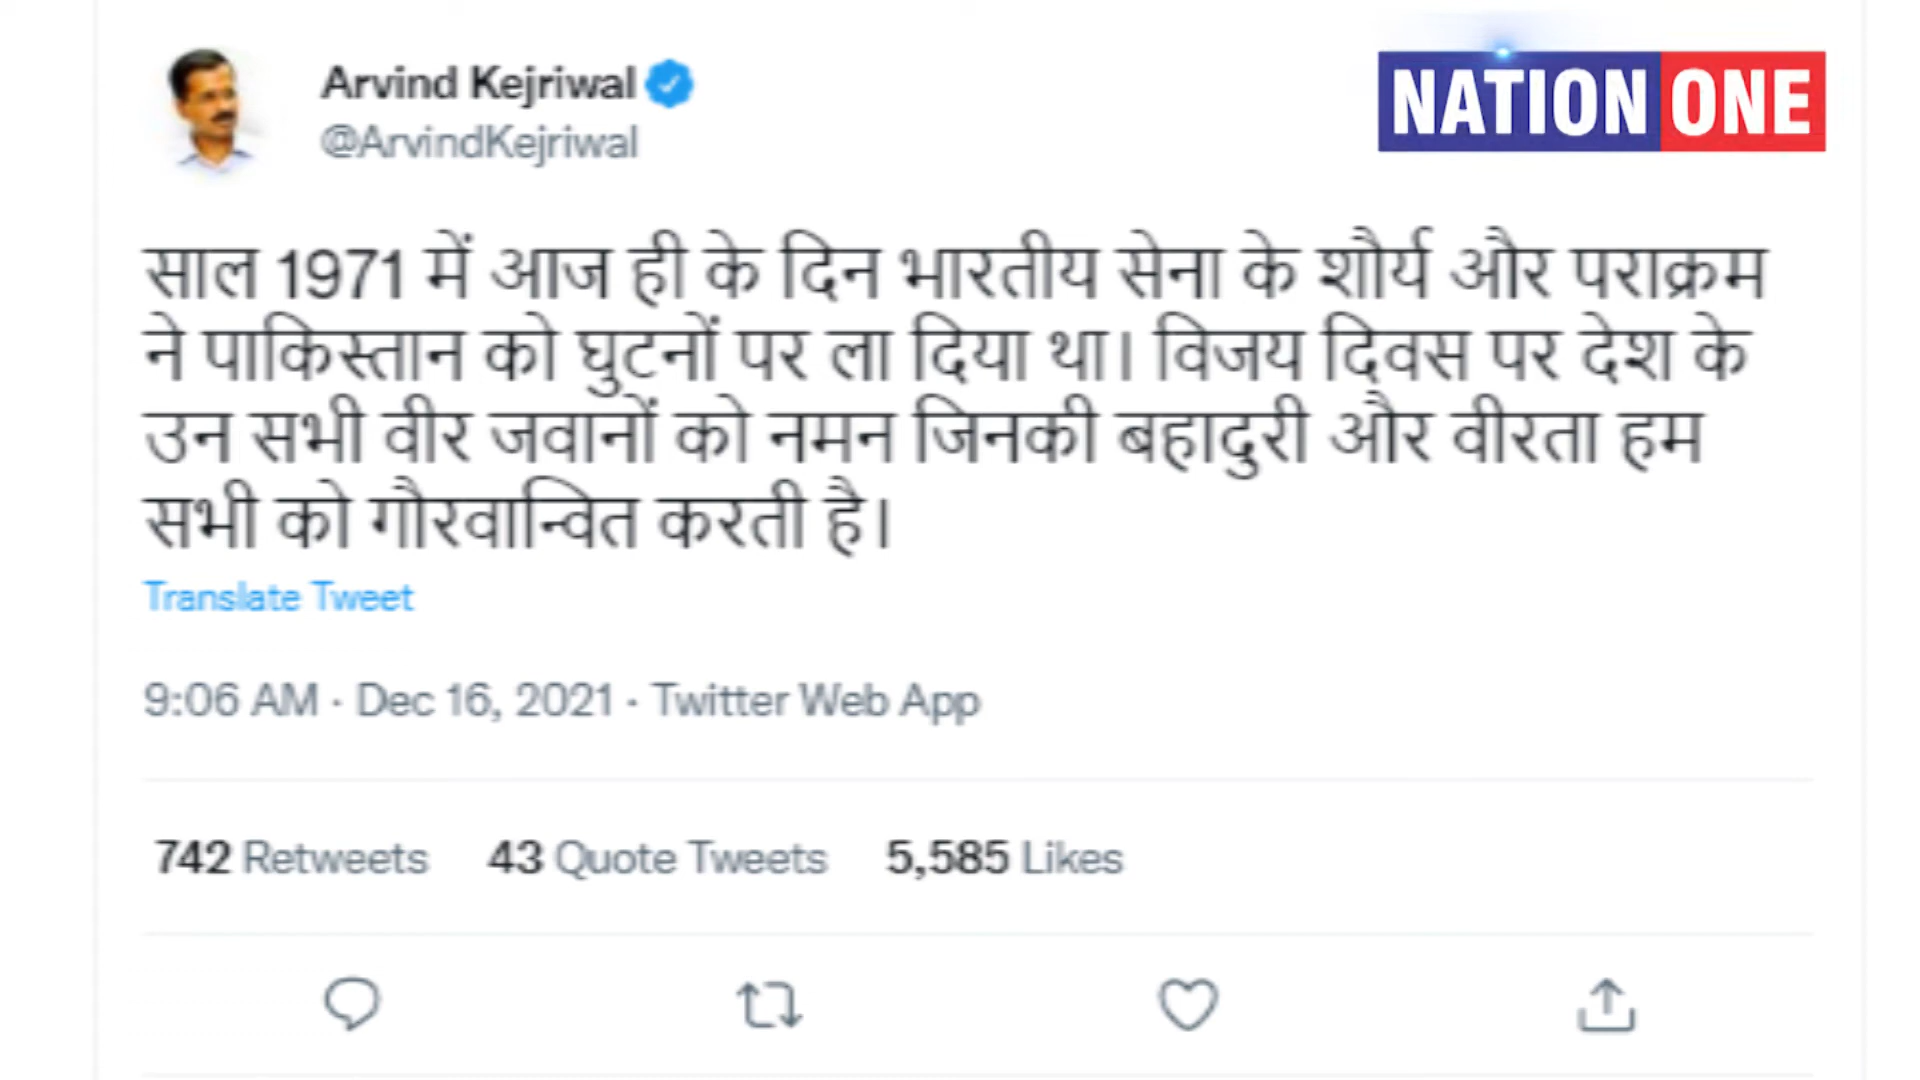 Arvind Kejriwal
@ArvindKejriwal
NATION ONE
साल 1971 में आज ही के दिन भारतीय सेना के शौर्य और पराक्रम
ने पाकिस्तान को घुटनों पर ला दिया था। विजय दिवस पर देश के
उन सभी वीर जवानों को नमन जिनकी बहादुरी और वीरता हम
सभी को गौरवान्वित करती है।
Translate Tweet
9:06 AM · Dec 16, 2021 · Twitter Web App
742 Retweets 43 Quote Tweets 5,585 Likes